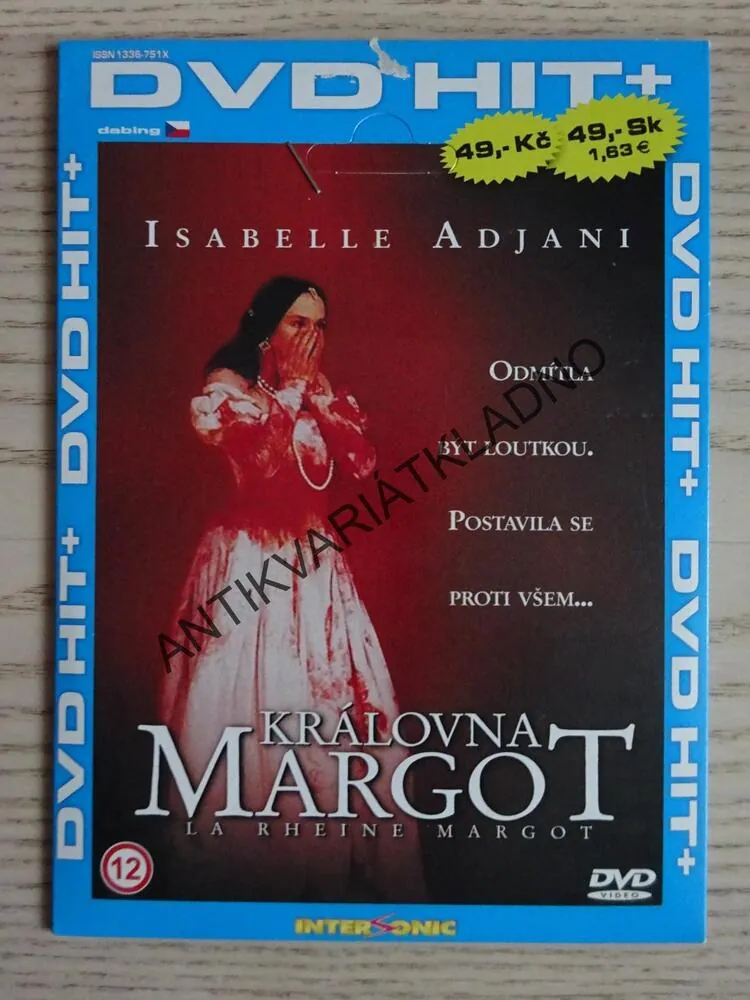 ISSN 1336-751X
DVD HIT+
dabing
49,- Kč
49,- Sk
1,63 €
DVD HIT+
DVD HIT+
DVD HIT+
DVD HIT+
ISABELLE ADJANI
ODMÍTLA
BÝT LOUTKOU.
POSTAVILA SE
PROTI VŠEM...
ANTIKVARIÁTKLADNO
KRÁLOVNA
MARGOT
LA RHEINE MARGOT
12
DVD
VIDEO
INTERSONIC